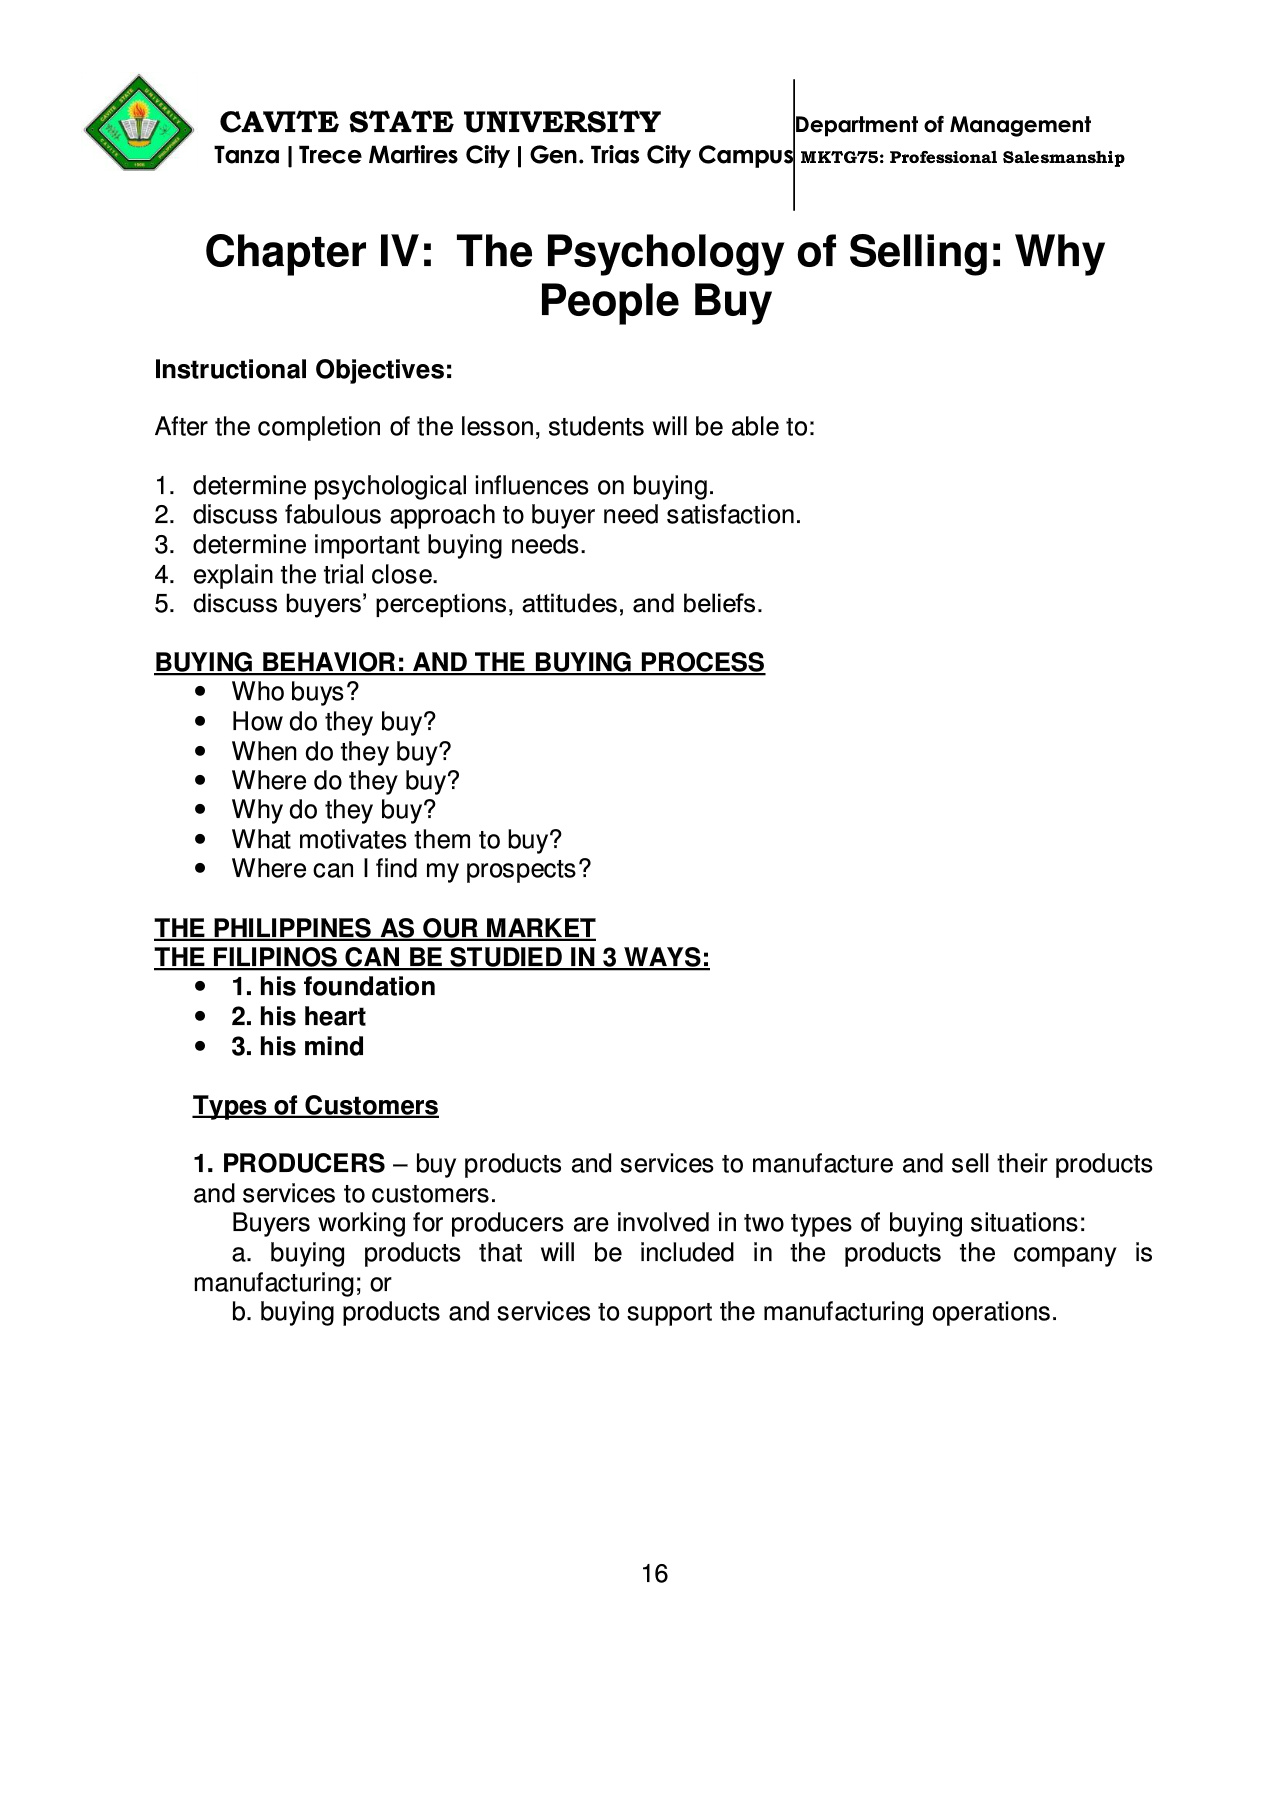 CAVITE STATE UNIVERSITY
Department of Management
Tanza | Trece Martires City | Gen. Trias City Campus
MKTG75: Professional Salesmanship
Chapter IV: The Psychology of Selling: Why
People Buy
Instructional Objectives:
After the completion of the lesson, students will be able to:
1. determine psychological influences on buying.
2. discuss fabulous approach to buyer need satisfaction.
3. determine important buying needs.
4. explain the trial close.
5. discuss buyers’ perceptions, attitudes, and beliefs.
BUYING BEHAVIOR: AND THE BUYING PROCESS
• Who buys?
• How do they buy?
• When do they buy?
• Where do they buy?
• Why do they buy?
• What motivates them to buy?
• Where can I find my prospects?
THE PHILIPPINES AS OUR MARKET
THE FILIPINOS CAN BE STUDIED IN 3 WAYS:
• 1. his foundation
• 2. his heart
• 3. his mind
Types of Customers
1. PRODUCERS – buy products and services to manufacture and sell their products
and services to customers.
Buyers working for producers are involved in two types of buying situations:
a. buying products that will be included in the products the company is
manufacturing; or
b. buying products and services to support the manufacturing operations.
16